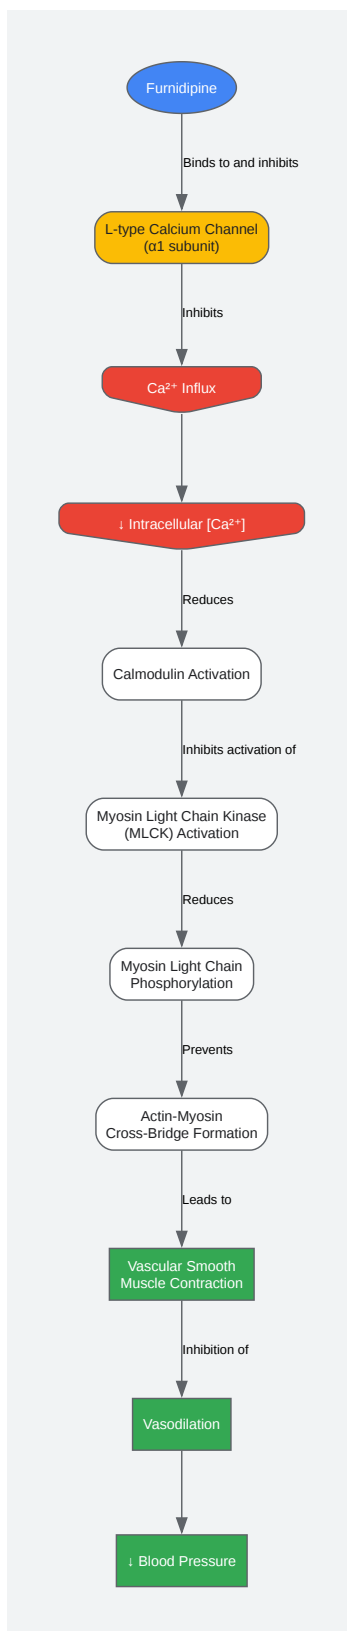 Furnidipine
Binds to and inhibits
L-type Calcium Channel
(α1 subunit)
Inhibits
Ca²⁺ Influx
↓ Intracellular [Ca²⁺]
Reduces
Calmodulin Activation
Inhibits activation of
Myosin Light Chain Kinase
(MLCK) Activation
Reduces
Myosin Light Chain
Phosphorylation
Prevents
Actin-Myosin
Cross-Bridge Formation
Leads to
Vascular Smooth
Muscle Contraction
Inhibition of
Vasodilation
↓ Blood Pressure